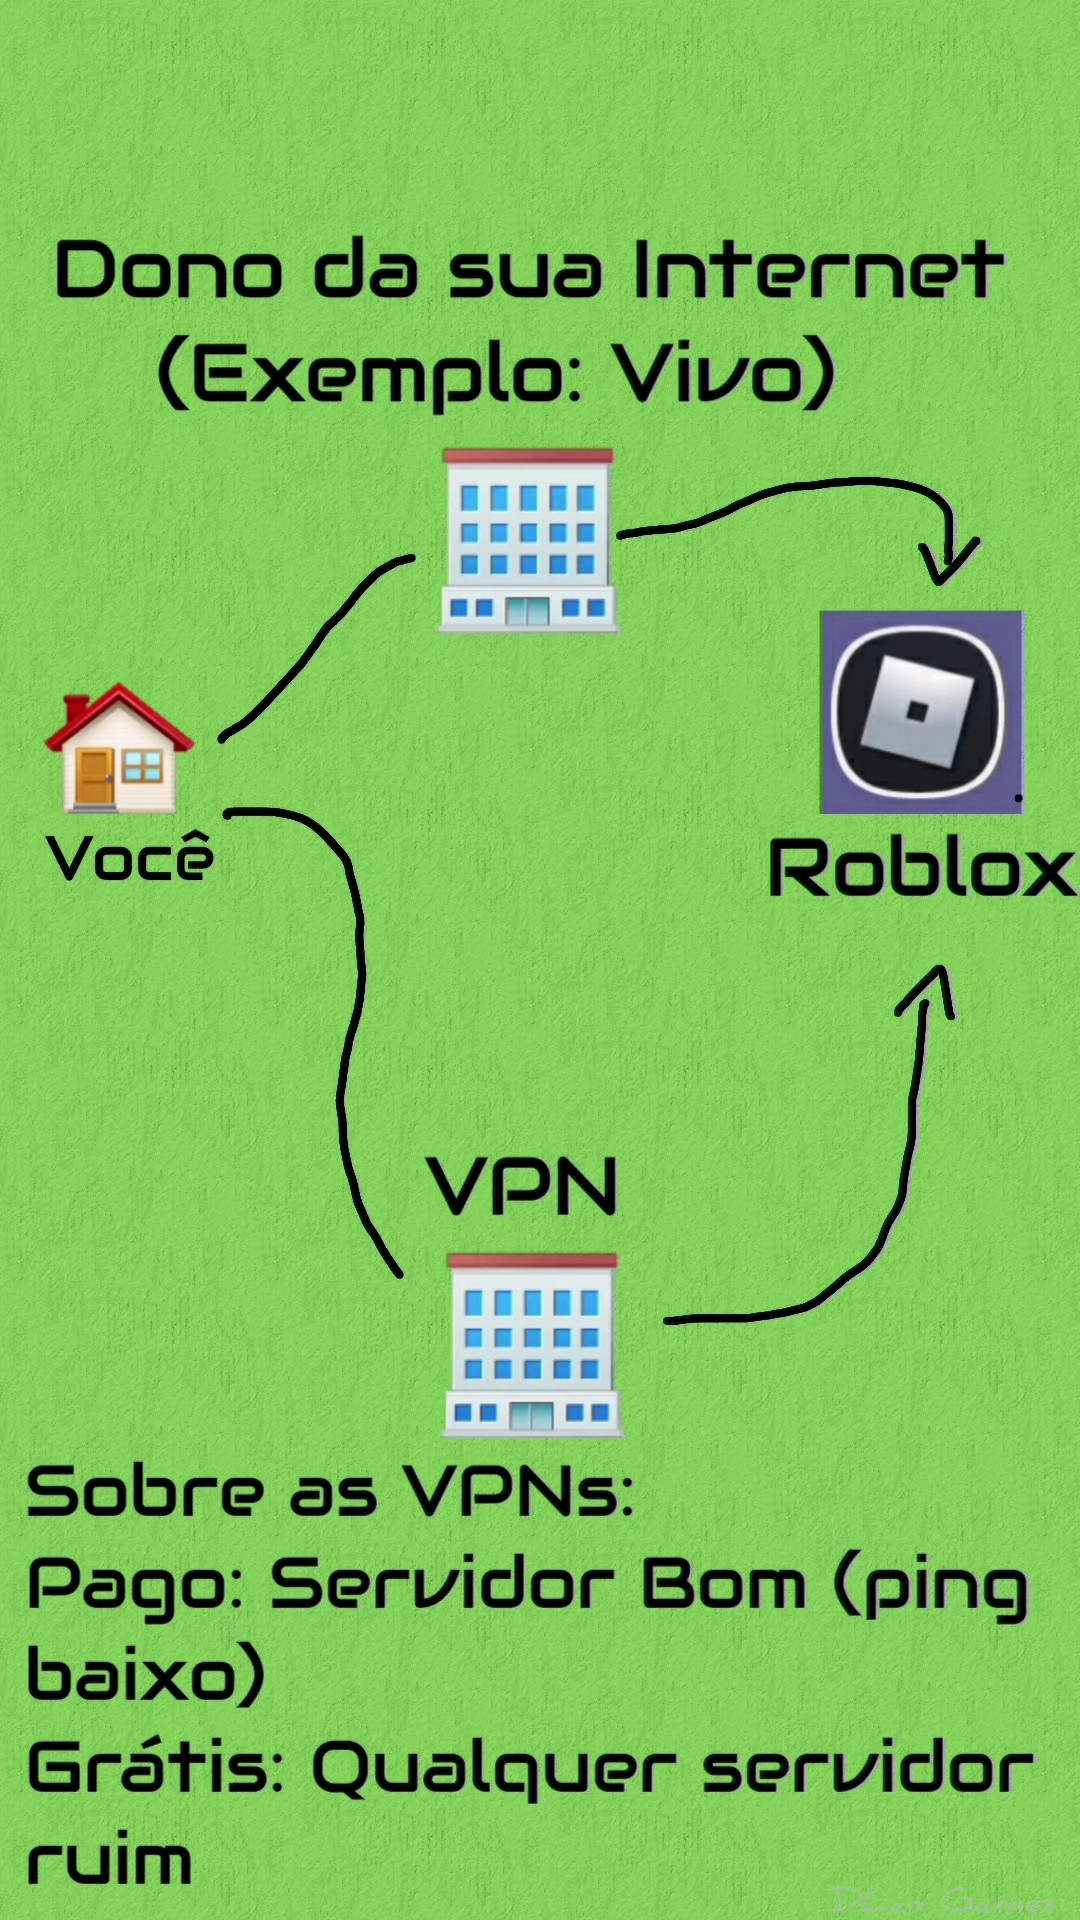 Dono da sua Internet
(Exemplo: Vivo)
Você
Roblox
VPN
Sobre as VPNs:
Pago: Servidor Bom (ping
baixo)
Grátis: Qualquer servidor
ruim
Games